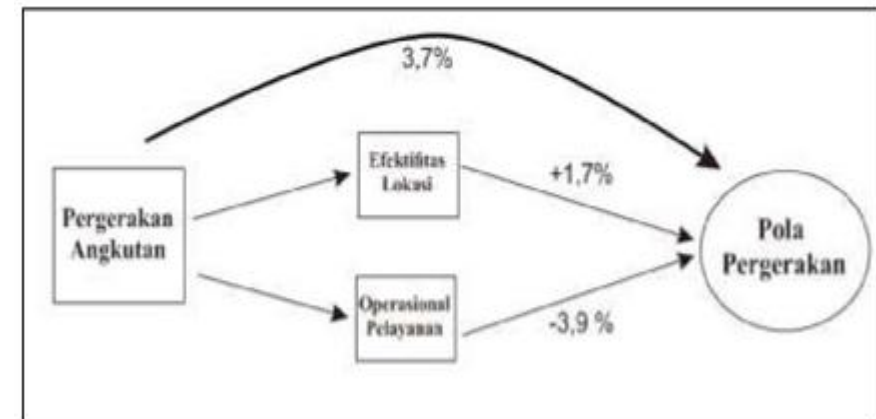 3,7%
Efektifitas
Lokasi
+1,7%
Pergerakan
Angkutan
Pola
Pergerakan
Operasional
Pelayanan
-3,9 %